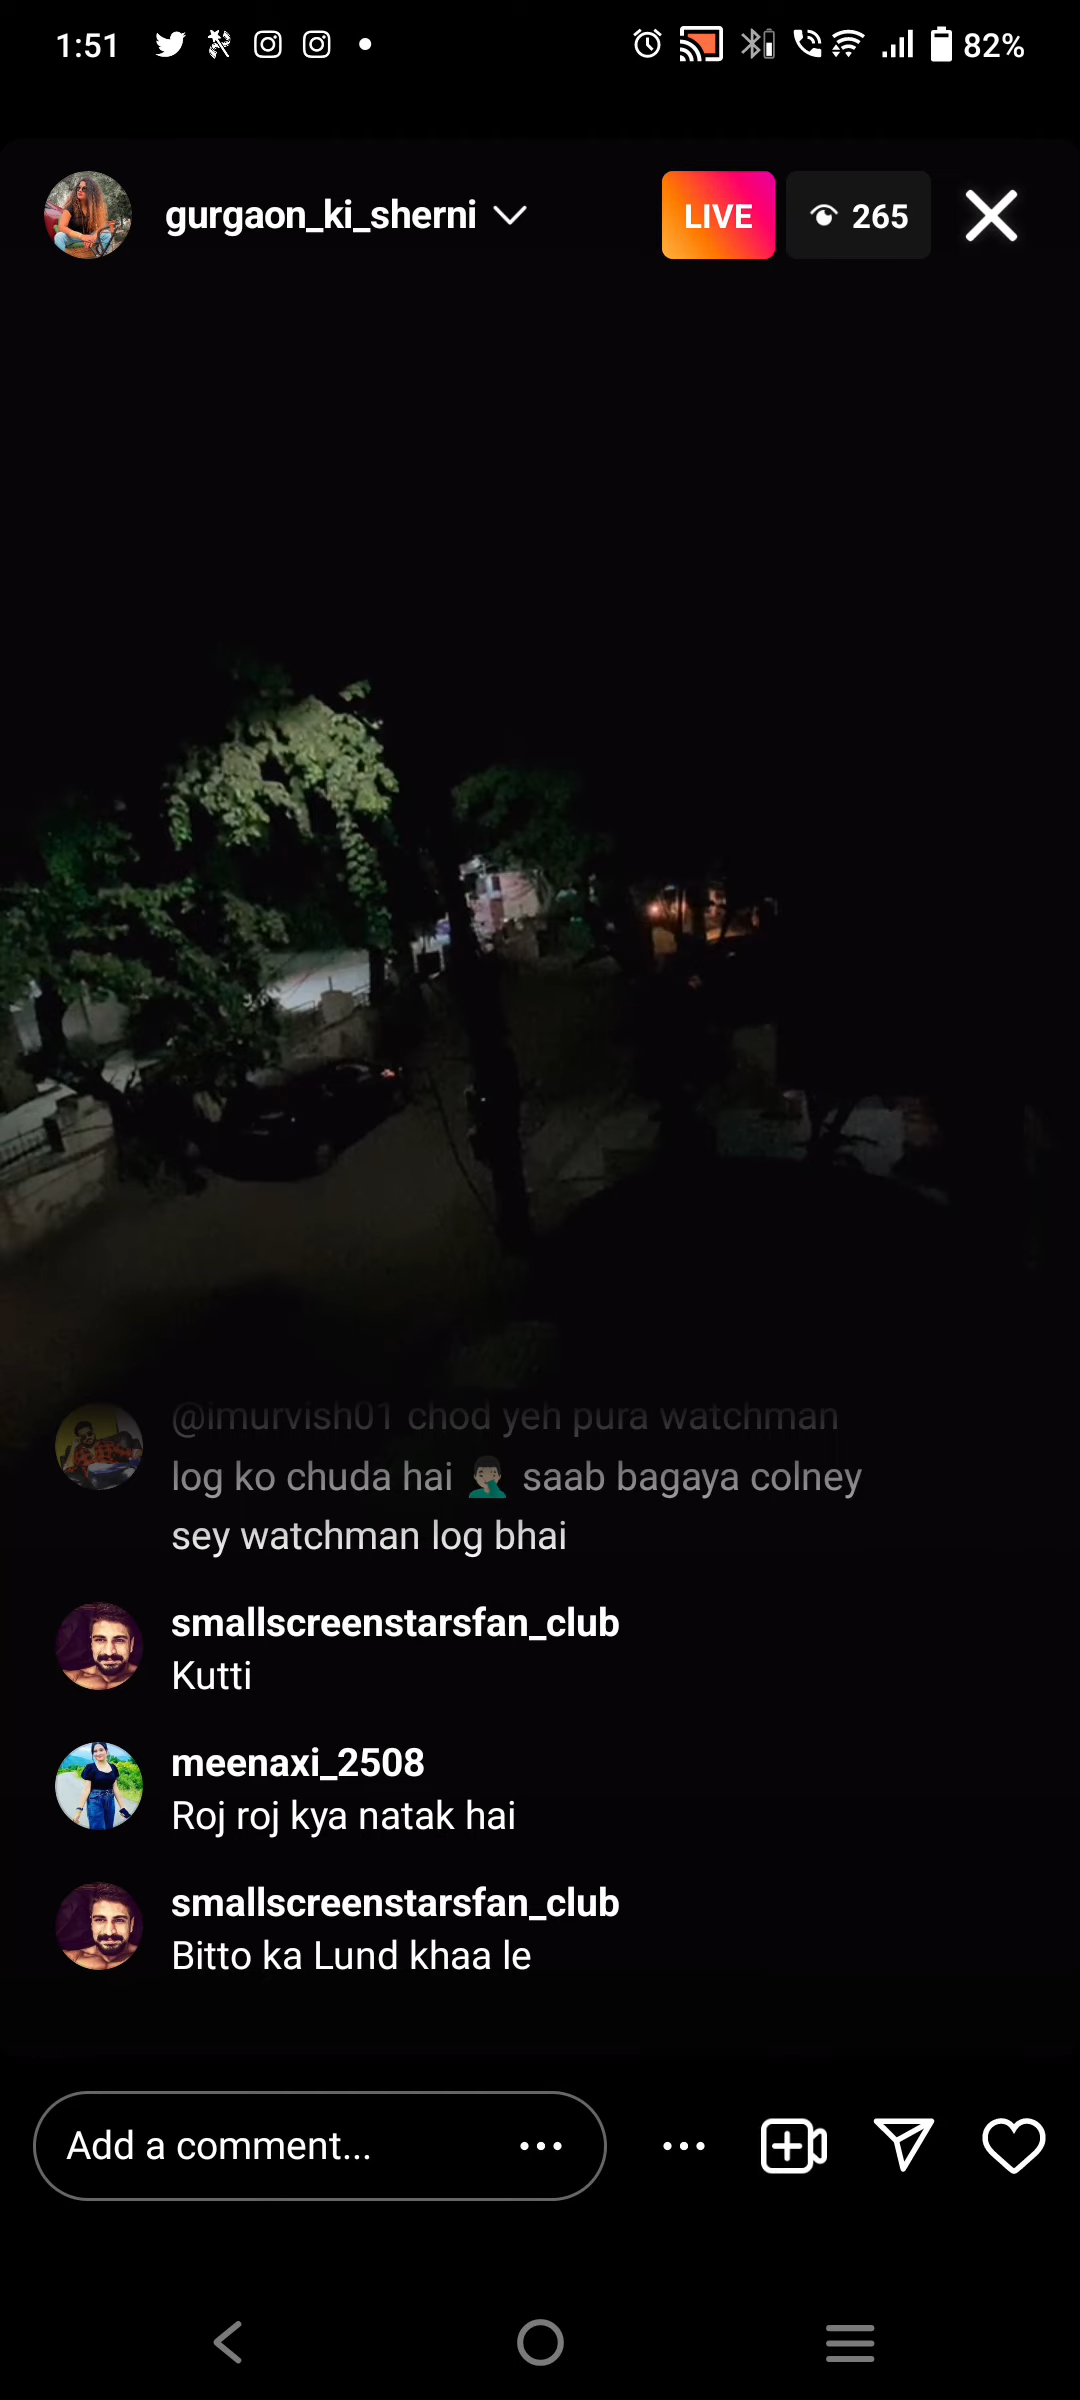 1:51
82%
gurgaon_ki_sherni
LIVE
265
@imurvish01 chod yeh pura watchman
log ko chuda hai 🤦🏻‍♂️ saab bagaya colney
sey watchman log bhai
smallscreenstarsfan_club
Kutti
meenaxi_2508
Roj roj kya natak hai
smallscreenstarsfan_club
Bitto ka Lund khaa le
Add a comment...